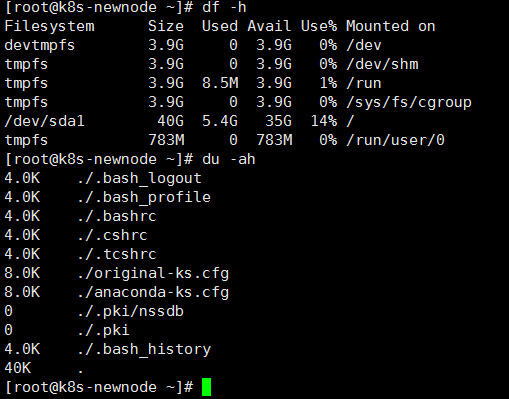 [root@k8s-newnode ~]# df -h
Filesystem      Size  Used Avail Use% Mounted on
devtmpfs        3.9G     0  3.9G   0% /dev
tmpfs           3.9G     0  3.9G   0% /dev/shm
tmpfs           3.9G  8.5M  3.9G   1% /run
tmpfs           3.9G     0  3.9G   0% /sys/fs/cgroup
/dev/sda1        40G  5.4G   35G  14% /
tmpfs           783M     0  783M   0% /run/user/0
[root@k8s-newnode ~]# du -ah
4.0K    ./.bash_logout
4.0K    ./.bash_profile
4.0K    ./.bashrc
4.0K    ./.cshrc
4.0K    ./.tcshrc
8.0K    ./original-ks.cfg
8.0K    ./anaconda-ks.cfg
0       ./.pki/nssdb
0       ./.pki
4.0K    ./.bash_history
40K     .
[root@k8s-newnode ~]#